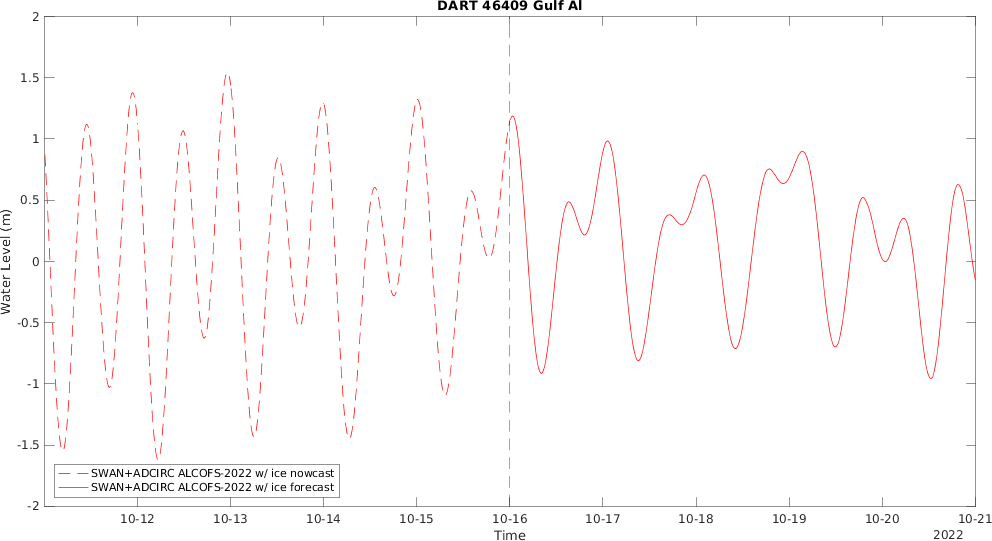 DART 46409 Gulf Al
2
1.5
1
0.5
0
-0.5
-1
-1.5
-2
Water Level (m)
SWAN+ADCIRC ALCOFS-2022 w/ ice nowcast
SWAN+ADCIRC ALCOFS-2022 w/ ice forecast
10-12 10-13 10-14 10-15 10-16 10-17 10-18 10-19 10-20 10-21
Time
2022